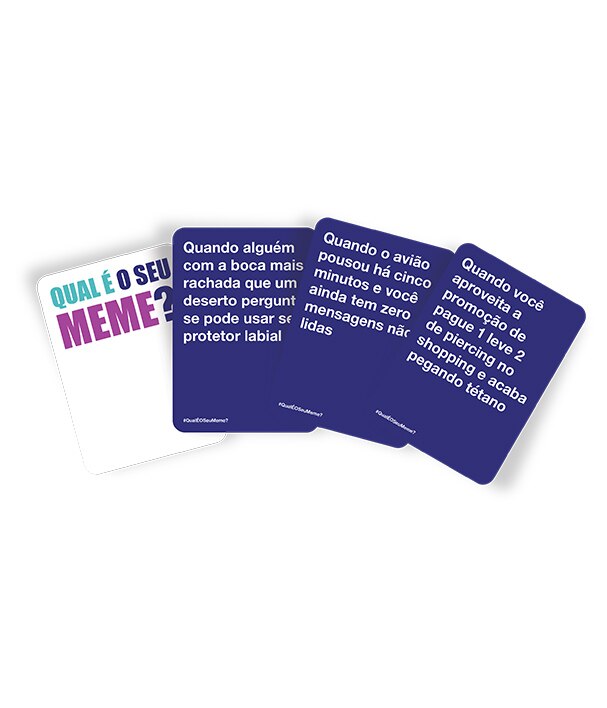 QUAL É O SEU
MEME?
Quando alguém
com a boca mais
rachada que um
deserto pergunt
se pode usar se
protetor labial
#QualÉOSeuMeme?
Quando o avião
pousou há cinco
minutos e você
ainda tem zero
mensagens não
lidas
#QualÉOSeuMeme?
Quando você
aproveita a
promoção de
pague 1 leve 2
de piercing no
shopping e acaba
pegando tétano
#QualÉOSeuMeme?